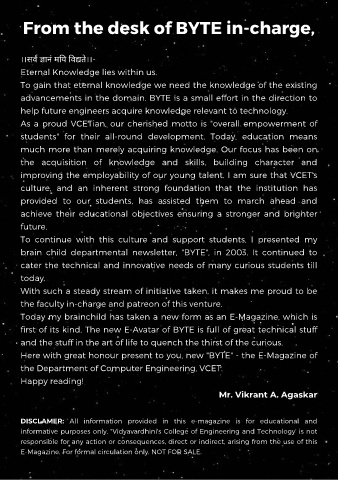 From the desk of BYTE in-charge,
।।सर्वं ज्ञानं मयि विद्यते।।-
Eternal Knowledge lies within us.
To gain that eternal knowledge we need the knowledge of the existing
advancements in the domain. BYTE is a small effort in the direction to
help future engineers acquire knowledge relevant to technology.
As a proud VCETian, our cherished motto is "overall empowerment of
students" for their all-round development. Today, education means
much more than merely acquiring knowledge. Our focus has been on
the acquisition of knowledge and skills, building character and
improving the employability of our young talent. I am sure that VCET's
culture, and an inherent strong foundation that the institution has
provided to our students, has assisted them to march ahead and
achieve their educational objectives ensuring a stronger and brighter
future.
To continue with this culture and support students, I presented my
brain child departmental newsletter, "BYTE", in 2003. It continued to
cater the technical and innovative needs of many curious students till
today.
With such a steady stream of initiative taken, it makes me proud to be
the faculty in-charge and patreon of this venture.
Today my brainchild has taken a new form as an E-Magazine, which is
first of its kind. The new E-Avatar of BYTE is full of great technical stuff
and the stuff in the art of life to quench the thirst of the curious.
Here with great honour present to you, new "BYTE" - the E-Magazine of
the Department of Computer Engineering, VCET.
Happy reading!
Mr. Vikrant A. Agaskar
DISCLAMER: All information provided in this e-magazine is for educational and
informative purposes only. "Vidyavardhini's College of Engineering and Technology is not
responsible for any action or consequences, direct or indirect, arising from the use of this
E-Magazine. For formal circulation only. NOT FOR SALE.